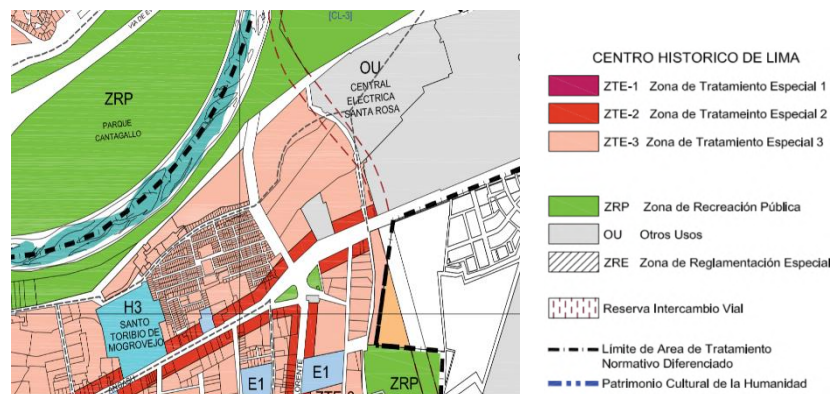 VIA DE E
[CL-3]
OU
CENTRAL
ELÉCTRICA
SANTA ROSA
ZRP
PARQUE
CANTAGALLO
H3
SANTO
TORIBIO DE
MOGROVEJO
E1
E1
ZRP
CENTRO HISTORICO DE LIMA
ZTE-1 Zona de Tratamiento Especial 1
ZTE-2 Zona de Tratameinto Especial 2
ZTE-3 Zona de Tratamiento Especial 3
ZRP Zona de Recreación Pública
OU Otros Usos
ZRE Zona de Reglamentación Especial
Reserva Intercambio Vial
Límite de Area de Tratamiento
Normativo Diferenciado
Patrimonio Cultural de la Humanidad